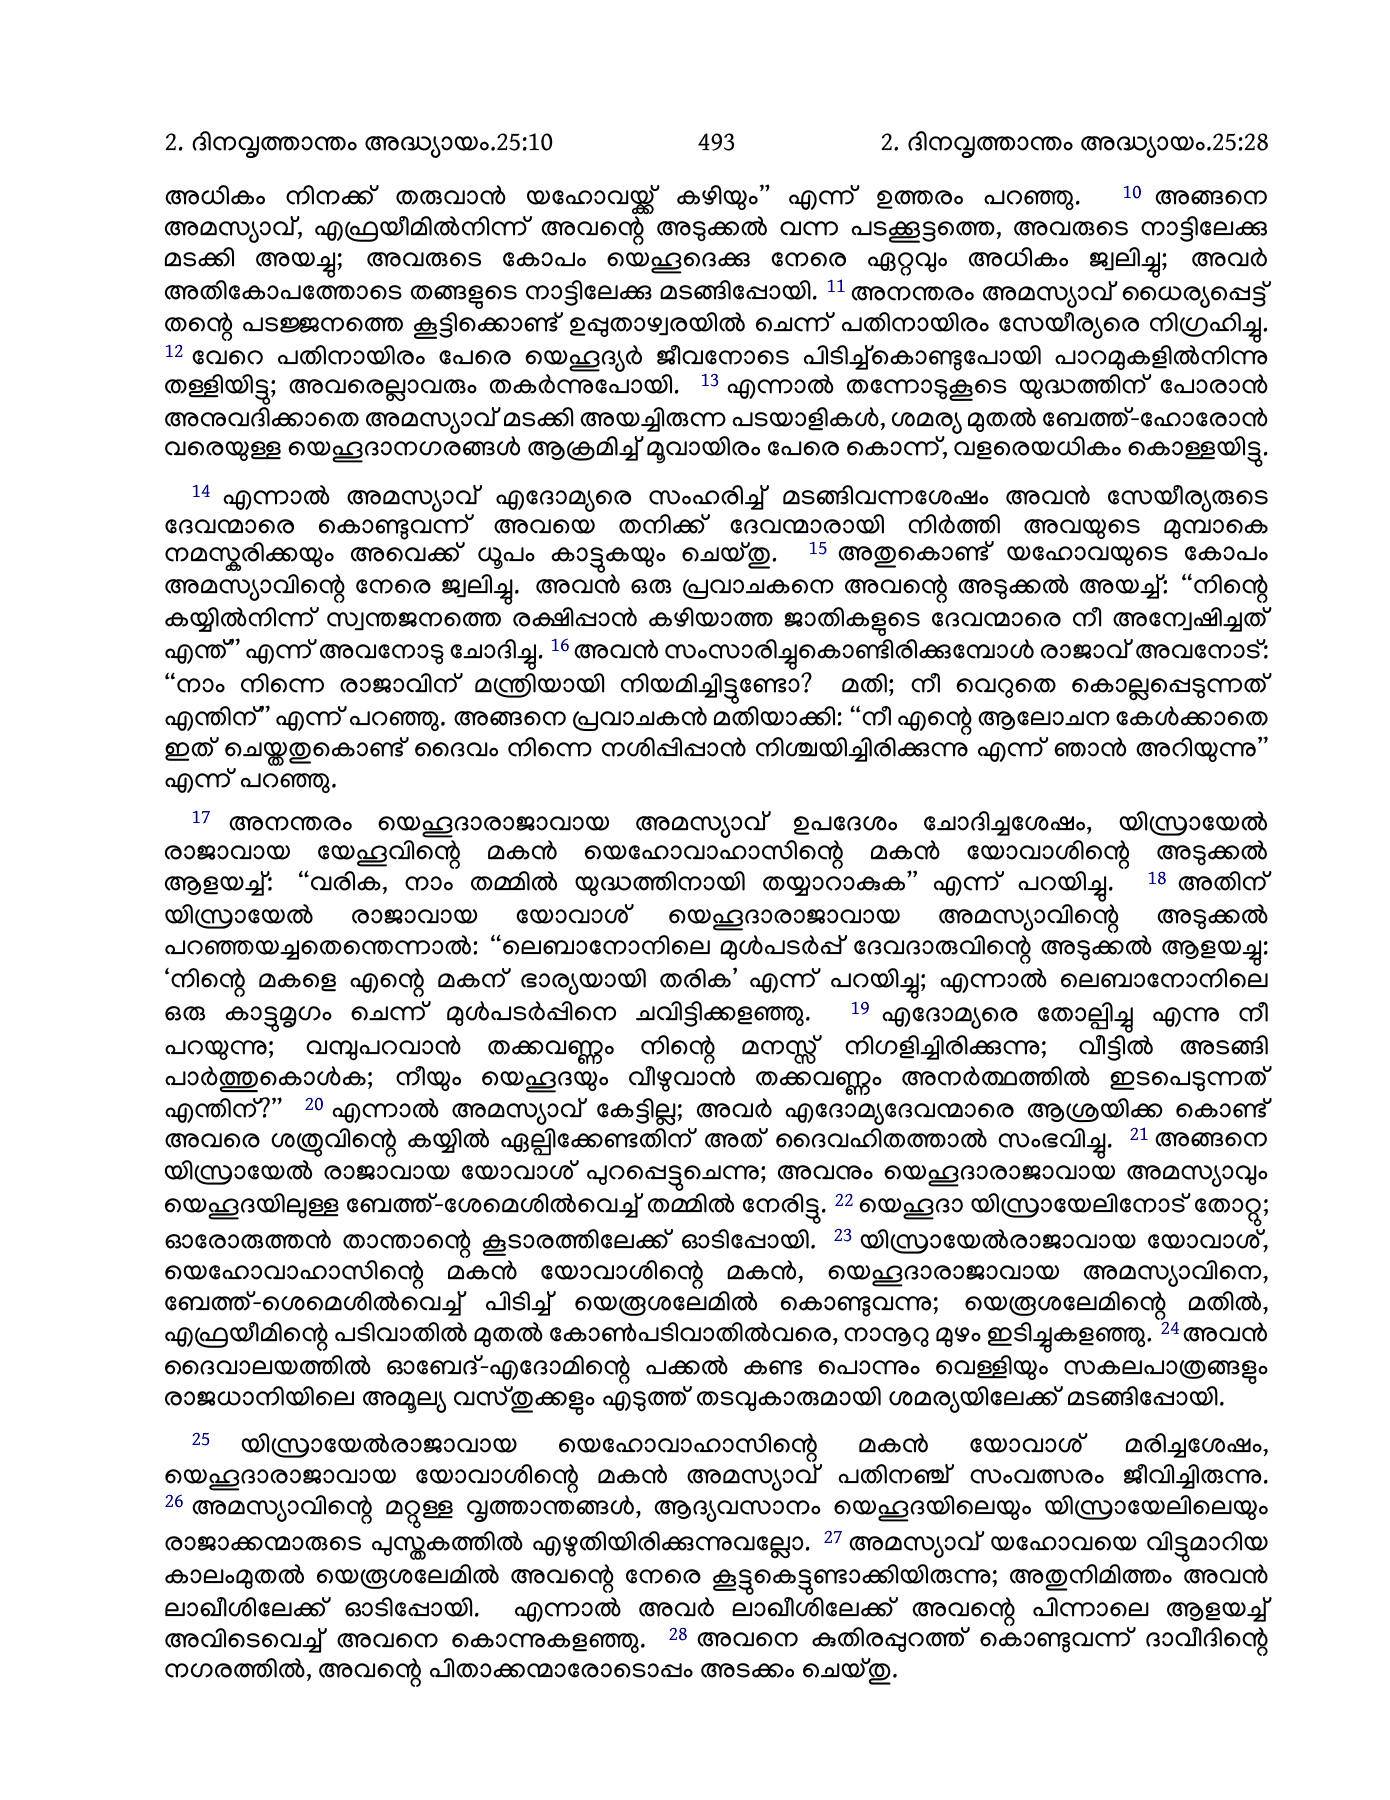 2. ദിനവൃത്താന്തം അദ്ധ്യായം.25:10 493 2. ദിനവൃത്താന്തം അദ്ധ്യായം.25:28
അധികം നിനക്ക് തരുവാൻ യഹോവയ്ക്ക് കഴിയും” എന്ന് ഉത്തരം പറഞ്ഞു. 10 അങ്ങനെ
അമസ്യാവ്, എഫ്രയീമിൽനിന്ന് അവന്റെ അടുക്കൽ വന്ന പടക്കൂട്ടത്തെ, അവരുടെ നാട്ടിലേക്കു
മടക്കി അയച്ചു; അവരുടെ കോപം യെഹൂദെക്കു നേരെ ഏറ്റവും അധികം ജ്വലിച്ചു; അവർ
അതികോപത്തോടെ തങ്ങളുടെ നാട്ടിലേക്കു മടങ്ങിപ്പോയി. 11 അനന്തരം അമസ്യാവ് ധൈര്യപ്പെട്ട്
തന്റെ പടജ്ജനത്തെ കൂട്ടിക്കൊണ്ട് ഉപ്പുതാഴ്വരയിൽ ചെന്ന് പതിനായിരം സേയീര്യരെ നിഗ്രഹിച്ചു.
12 വേറെ പതിനായിരം പേരെ യെഹൂദ്യർ ജീവനോടെ പിടിച്ച്കൊണ്ടുപോയി പാറമുകളിൽനിന്നു
തള്ളിയിട്ടു; അവരെല്ലാവരും തകർന്നുപോയി. 13 എന്നാൽ തന്നോടുകൂടെ യുദ്ധത്തിന് പോരാൻ
അനുവദിക്കാതെ അമസ്യാവ് മടക്കി അയച്ചിരുന്ന പടയാളികൾ, ശമര്യ മുതൽ ബേത്ത്-ഹോരോൻ
വരെയുള്ള യെഹൂദാനഗരങ്ങൾ ആക്രമിച്ച് മൂവായിരം പേരെ കൊന്ന്, വളരെയധികം കൊള്ളയിട്ടു.
14 എന്നാൽ അമസ്യാവ് എദോമ്യരെ സംഹരിച്ച് മടങ്ങിവന്നശേഷം അവൻ സേയീര്യരുടെ
ദേവന്മാരെ കൊണ്ടുവന്ന് അവയെ തനിക്ക് ദേവന്മാരായി നിർത്തി അവയുടെ മുമ്പാകെ
നമസ്കരിക്കയും അവെക്ക് ധൂപം കാട്ടുകയും ചെയ്തു. 15 അതുകൊണ്ട് യഹോവയുടെ കോപം
അമസ്യാവിന്റെ നേരെ ജ്വലിച്ചു. അവൻ ഒരു പ്രവാചകനെ അവന്റെ അടുക്കൽ അയച്ച്: “നിന്റെ
കയ്യിൽനിന്ന് സ്വന്തജനത്തെ രക്ഷിപ്പാൻ കഴിയാത്ത ജാതികളുടെ ദേവന്മാരെ നീ അന്വേഷിച്ചത്
എന്ത്” എന്ന് അവനോടു ചോദിച്ചു. 16 അവൻ സംസാരിച്ചുകൊണ്ടിരിക്കുമ്പോൾ രാജാവ് അവനോട്:
“നാം നിന്നെ രാജാവിന് മന്ത്രിയായി നിയമിച്ചിട്ടുണ്ടോ? മതി; നീ വെറുതെ കൊല്ലപ്പെടുന്നത്
എന്തിന്” എന്ന് പറഞ്ഞു. അങ്ങനെ പ്രവാചകൻ മതിയാക്കി: “നീ എന്റെ ആലോചന കേൾക്കാതെ
ഇത് ചെയ്തതുകൊണ്ട് ദൈവം നിന്നെ നശിപ്പിപ്പാൻ നിശ്ചയിച്ചിരിക്കുന്നു എന്ന് ഞാൻ അറിയുന്നു”
എന്ന് പറഞ്ഞു.
17 അനന്തരം യെഹൂദാരാജാവായ അമസ്യാവ് ഉപദേശം ചോദിച്ചശേഷം, യിസ്രായേൽ
രാജാവായ യേഹൂവിന്റെ മകൻ യെഹോവാഹാസിന്റെ മകൻ യോവാശിന്റെ അടുക്കൽ
ആളയച്ച്: “വരിക, നാം തമ്മിൽ യുദ്ധത്തിനായി തയ്യാറാകുക” എന്ന് പറയിച്ചു. 18 അതിന്
യിസ്രായേൽ രാജാവായ യോവാശ് യെഹൂദാരാജാവായ അമസ്യാവിന്റെ അടുക്കൽ
പറഞ്ഞയച്ചതെന്തെന്നാൽ: “ലെബാനോനിലെ മുൾപടർപ്പ് ദേവദാരുവിന്റെ അടുക്കൽ ആളയച്ചു:
‘നിന്റെ മകളെ എന്റെ മകന് ഭാര്യയായി തരിക’ എന്ന് പറയിച്ചു; എന്നാൽ ലെബാനോനിലെ
ഒരു കാട്ടുമൃഗം ചെന്ന് മുൾപടർപ്പിനെ ചവിട്ടിക്കളഞ്ഞു. 19 എദോമ്യരെ തോല്പിച്ചു എന്നു നീ
പറയുന്നു; വമ്പുപറവാൻ തക്കവണ്ണം നിന്റെ മനസ്സ് നിഗളിച്ചിരിക്കുന്നു; വീട്ടിൽ അടങ്ങി
പാർത്തുകൊൾക; നീയും യെഹൂദയും വീഴുവാൻ തക്കവണ്ണം അനർത്ഥത്തിൽ ഇടപെടുന്നത്
എന്തിന്?” 20 എന്നാൽ അമസ്യാവ് കേട്ടില്ല; അവർ എദോമ്യദേവന്മാരെ ആശ്രയിക്ക കൊണ്ട്
അവരെ ശത്രുവിന്റെ കയ്യിൽ ഏല്പിക്കേണ്ടതിന് അത് ദൈവഹിതത്താൽ സംഭവിച്ചു. 21 അങ്ങനെ
യിസ്രായേൽ രാജാവായ യോവാശ് പുറപ്പെട്ടുചെന്നു; അവനും യെഹൂദാരാജാവായ അമസ്യാവും
യെഹൂദയിലുള്ള ബേത്ത്-ശേമെശിൽവെച്ച് തമ്മിൽ നേരിട്ടു. 22 യെഹൂദാ യിസ്രായേലിനോട് തോറ്റു;
ഓരോരുത്തൻ താന്താന്റെ കൂടാരത്തിലേക്ക് ഓടിപ്പോയി. 23 യിസ്രായേൽരാജാവായ യോവാശ്,
യെഹോവാഹാസിന്റെ മകൻ യോവാശിന്റെ മകൻ, യെഹൂദാരാജാവായ അമസ്യാവിനെ,
ബേത്ത്-ശെമെശിൽവെച്ച് പിടിച്ച് യെരൂശലേമിൽ കൊണ്ടുവന്നു; യെരൂശലേമിന്റെ മതിൽ,
എഫ്രയീമിന്റെ പടിവാതിൽ മുതൽ കോൺപടിവാതിൽവരെ, നാനൂറു മുഴം ഇടിച്ചുകളഞ്ഞു. 24 അവൻ
ദൈവാലയത്തിൽ ഓബേദ്-എദോമിന്റെ പക്കൽ കണ്ട പൊന്നും വെള്ളിയും സകലപാത്രങ്ങളും
രാജധാനിയിലെ അമൂല്യ വസ്തുക്കളും എടുത്ത് തടവുകാരുമായി ശമര്യയിലേക്ക് മടങ്ങിപ്പോയി.
25 യിസ്രായേൽരാജാവായ യെഹോവാഹാസിന്റെ മകൻ യോവാശ് മരിച്ചശേഷം,
യെഹൂദാരാജാവായ യോവാശിന്റെ മകൻ അമസ്യാവ് പതിനഞ്ച് സംവത്സരം ജീവിച്ചിരുന്നു.
26 അമസ്യാവിന്റെ മറ്റുള്ള വൃത്താന്തങ്ങൾ, ആദ്യവസാനം യെഹൂദയിലെയും യിസ്രായേലിലെയും
രാജാക്കന്മാരുടെ പുസ്തകത്തിൽ എഴുതിയിരിക്കുന്നുവല്ലോ. 27 അമസ്യാവ് യഹോവയെ വിട്ടുമാറിയ
കാലംമുതൽ യെരൂശലേമിൽ അവന്റെ നേരെ കൂട്ടുകെട്ടുണ്ടാക്കിയിരുന്നു; അതുനിമിത്തം അവൻ
ലാഖീശിലേക്ക് ഓടിപ്പോയി. എന്നാൽ അവർ ലാഖീശിലേക്ക് അവന്റെ പിന്നാലെ ആളയച്ച്
അവിടെവെച്ച് അവനെ കൊന്നുകളഞ്ഞു. 28 അവനെ കുതിരപ്പുറത്ത് കൊണ്ടുവന്ന് ദാവീദിന്റെ
നഗരത്തിൽ, അവന്റെ പിതാക്കന്മാരോടൊപ്പം അടക്കം ചെയ്തു.